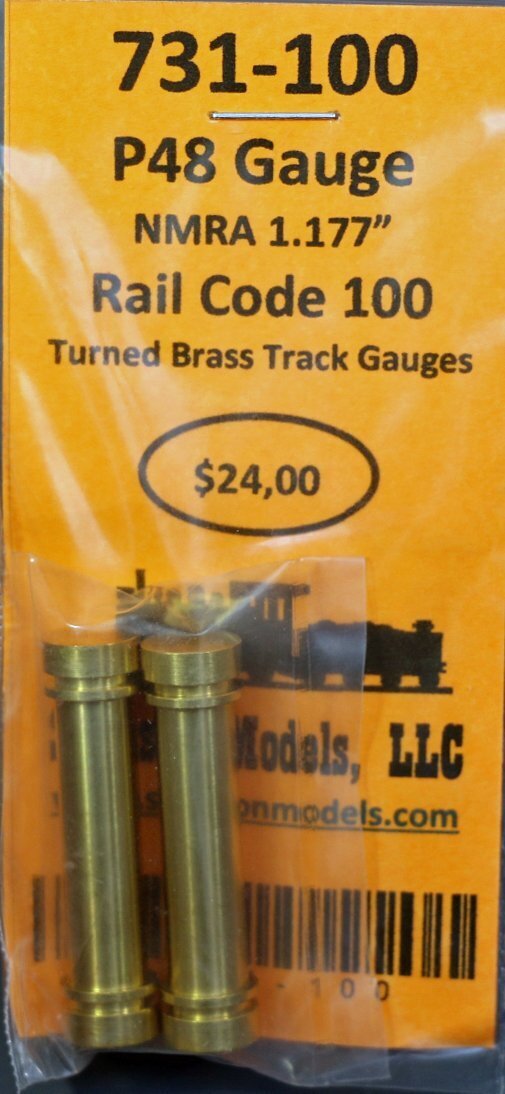 731-100
P48 Gauge
NMRA 1.177”
Rail Code 100
Turned Brass Track Gauges
$24,00
Models, LLC
onmodels.com
-100